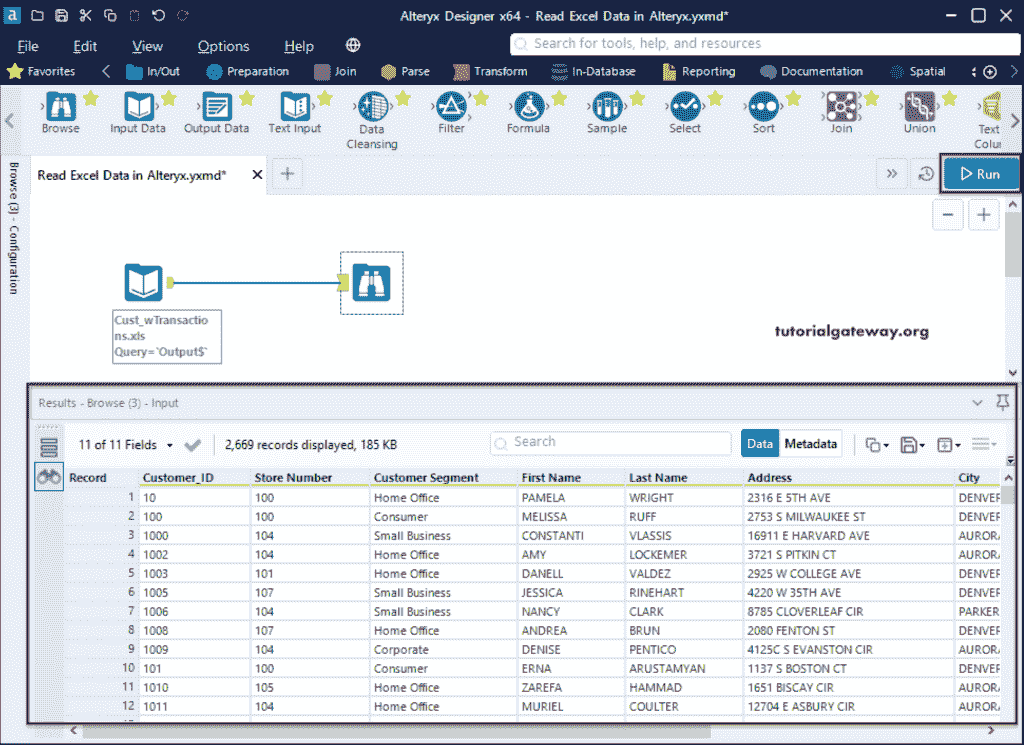 a Alteryx Designer x64 - Read Excel Data in Alteryx.yxmd*
File Edit View Options Help Search for tools, help, and resources
Favorites In/Out Preparation Join Parse Transform In-Database Reporting Documentation Spatial
Browse Input Data Output Data Text Input Data Cleansing Filter Formula Sample Select Sort Join Union Text Colur
Read Excel Data in Alteryx.yxmd* Run
Browse (3) - Configuration
Cust_wTransactio
ns.xls
Query=`Output$`
tutorialgateway.org
Results - Browse (3) - Input
11 of 11 Fields 2,669 records displayed, 185 KB Search Data Metadata
Record Customer_ID Store Number Customer Segment First Name Last Name Address City
1 10 100 Home Office PAMELA WRIGHT 2316 E 5TH AVE DENVER
2 100 100 Consumer MELISSA RUFF 2753 S MILWAUKEE ST DENVER
3 1000 104 Small Business CONSTANTI VLASSIS 16911 E HARVARD AVE AURORA
4 1002 104 Home Office AMY LOCKEMER 3721 S PITKIN CT AURORA
5 1003 101 Home Office DANELL VALDEZ 2925 W COLLEGE AVE DENVER
6 1005 107 Small Business JESSICA RINEHART 4220 W 35TH AVE DENVER
7 1006 104 Small Business NANCY CLARK 8785 CLOVERLEAF CIR PARKER
8 1008 107 Home Office ANDREA BRUN 2080 FENTON ST DENVER
9 1009 104 Corporate DENISE PENTICO 4125C S EVANSTON CIR AURORA
10 101 100 Consumer ERNA ARUSTAMYAN 1137 S BOSTON CT DENVER
11 1010 105 Home Office ZAREFA HAMMAD 1651 BISCAY CIR AURORA
12 1011 104 Home Office MURIEL COULTER 12704 E ASBURY CIR AURORA